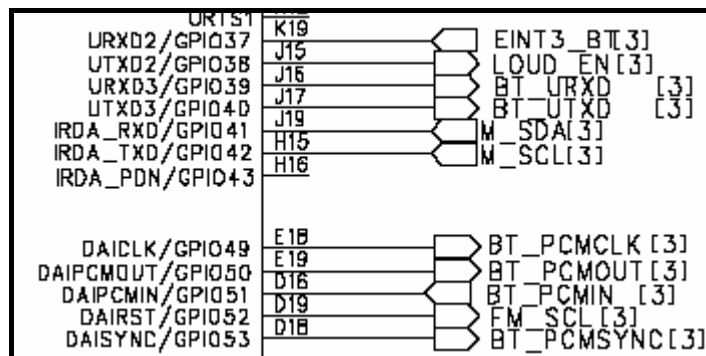 URTS1
URXD2/GPIO37 K19 EINT3_BT[3]
UTXD2/GPIO38 J15 LOUD_EN[3]
URXD3/GPIO39 J16 BT_URXD [3]
UTXD3/GPIO40 J17 BT_UTXD [3]
IRDA_RXD/GPIO41 J19 M_SDA[3]
IRDA_TXD/GPIO42 H15 M_SCL[3]
IRDA_PDN/GPIO43 H16
DAICLK/GPIO49 E18 BT_PCMCLK[3]
DAIPCMOUT/GPIO50 E19 BT_PCMOUT[3]
DAIPCMIN/GPIO51 D16 BT_PCMIN [3]
DAIRST/GPIO52 D19 FM_SCL[3]
DAISYNC/GPIO53 D18 BT_PCMSYNC[3]